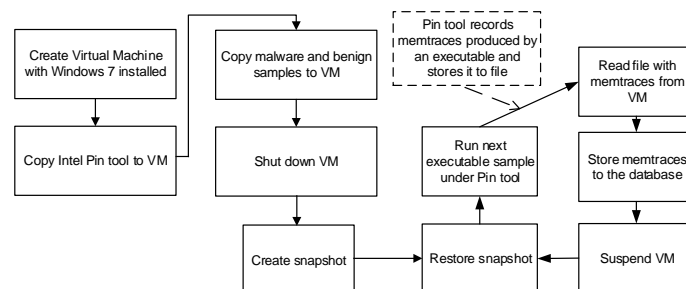 Create Virtual Machine
with Windows 7 installed
Copy Intel Pin tool to VM
Copy malware and benign
samples to VM
Shut down VM
Create snapshot
Restore snapshot
Run next
executable sample
under Pin tool
Pin tool records
memtraces produced by
an executable and
stores it to file
Read file with
memtraces from
VM
Store memtraces
to the database
Suspend VM